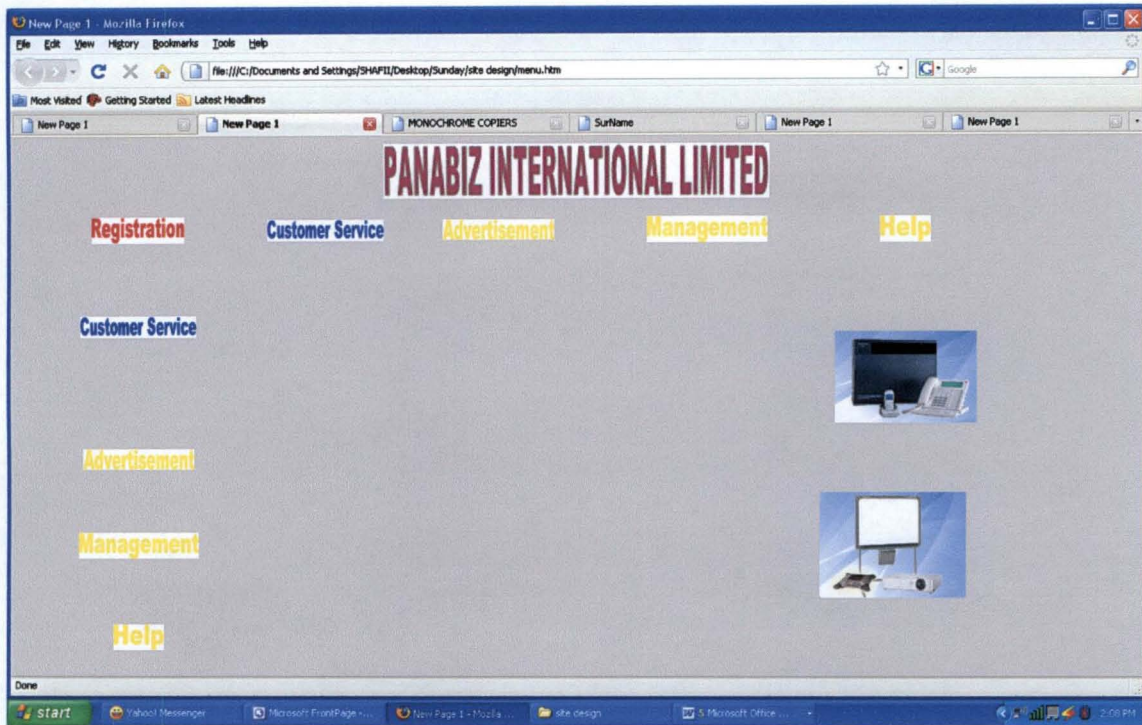 New Page 1 - Mozilla Firefox
File Edit View History Bookmarks Tools Help
file:///C:/Documents and Settings/SHAFII/Desktop/Sunday/site design/menu.htm
Google
Most Visited Getting Started Latest Headlines
New Page 1 New Page 1 MONOCHROME COPIERS SurName New Page 1 New Page 1
PANABIZ INTERNATIONAL LIMITED
Registration Customer Service Advertisement Management Help
Customer Service
Advertisement
Management
Help
Done
start Yahoo! Messenger Microsoft FrontPage -... New Page 1 - Mozilla ... site design 5 Microsoft Office ... 2:08 PM